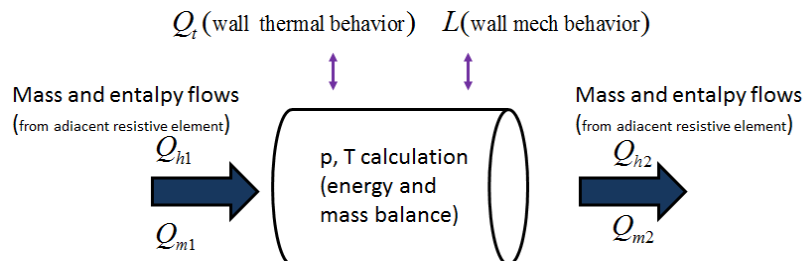 Q_t (wall thermal behavior) L(wall mech behavior)
Mass and entalpy flows
(from adiacent resistive element)
Q_h1
Q_m1
p, T calculation
(energy and
mass balance)
Mass and entalpy flows
(from adiacent resistive element)
Q_h2
Q_m2